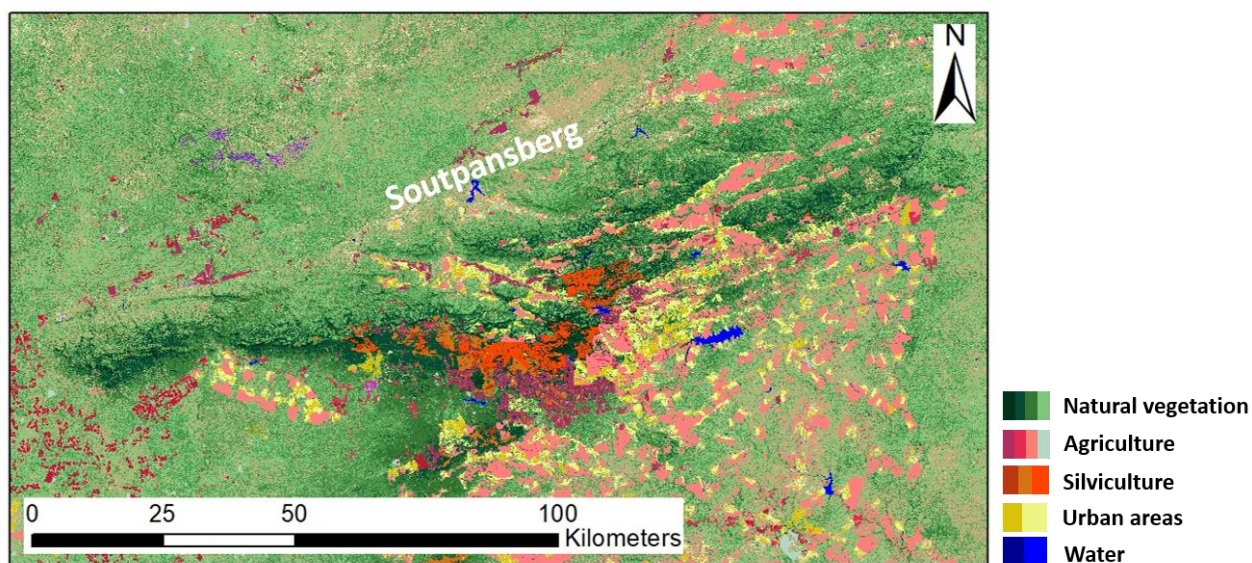 N
Soutpansberg
Natural vegetation
Agriculture
Silviculture
Urban areas
Water
0 25 50 100
Kilometers